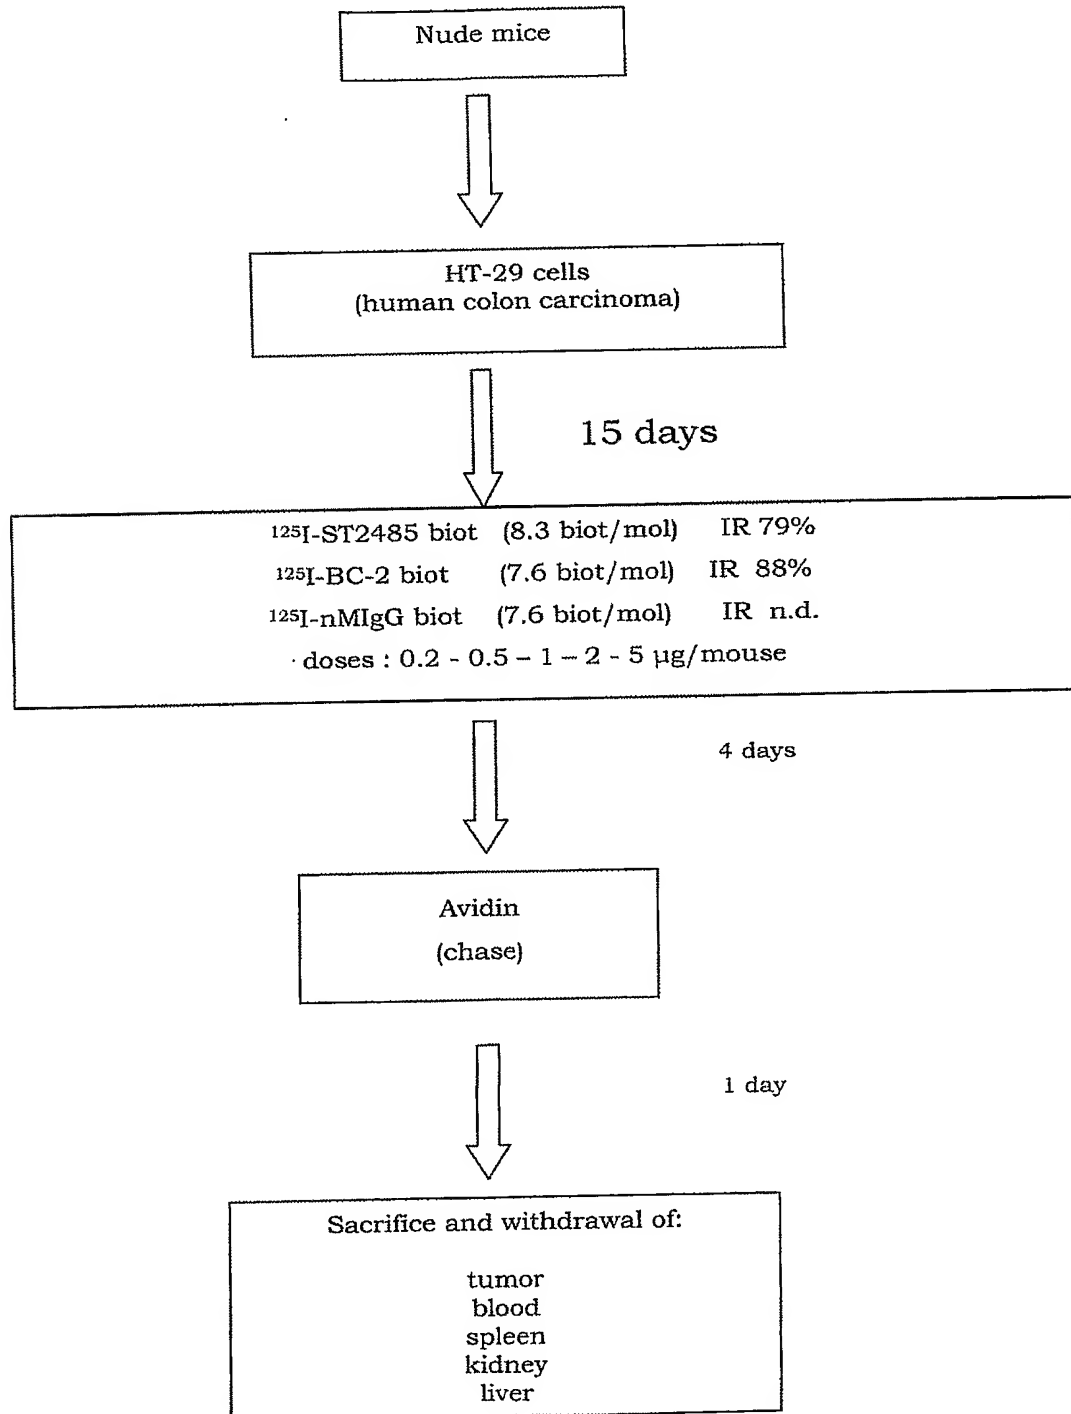 Nude mice
HT-29 cells
(human colon carcinoma)
15 days
¹²⁵I-ST2485 biot (8.3 biot/mol) IR 79%
¹²⁵I-BC-2 biot (7.6 biot/mol) IR 88%
¹²⁵I-nMIgG biot (7.6 biot/mol) IR n.d.
doses : 0.2 - 0.5 – 1 – 2 - 5 µg/mouse
4 days
Avidin
(chase)
1 day
Sacrifice and withdrawal of:
tumor
blood
spleen
kidney
liver